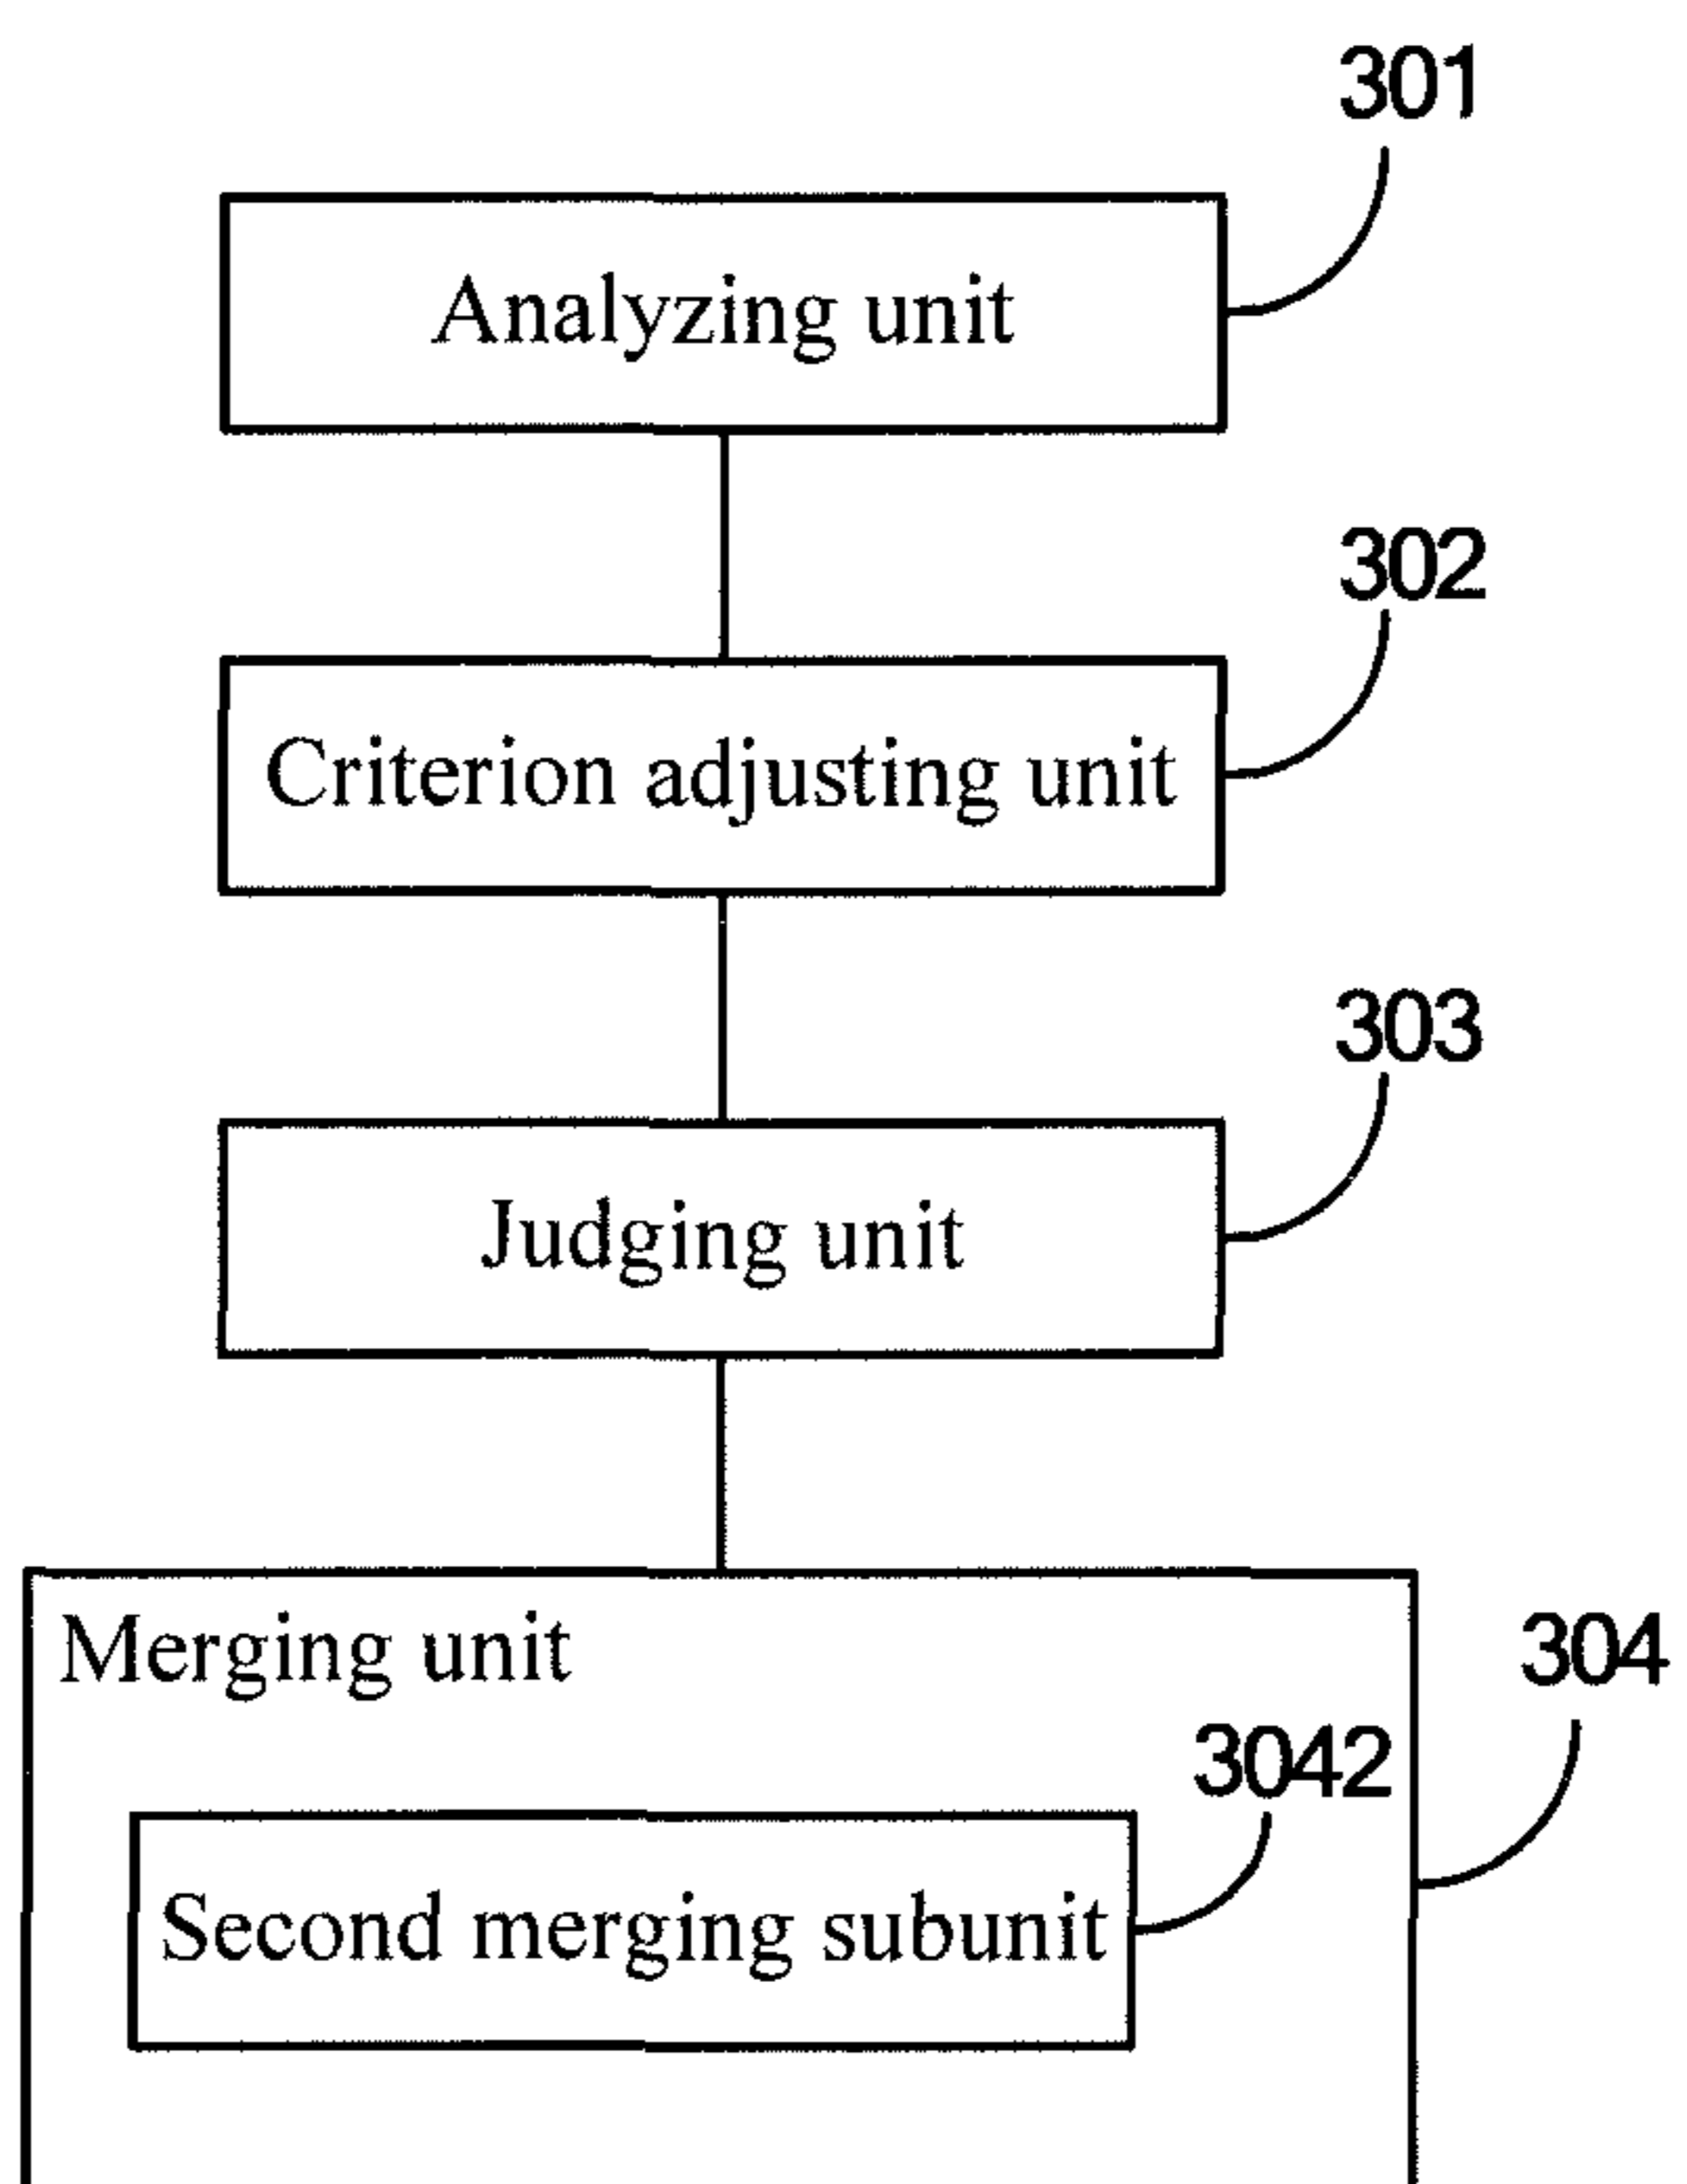 301
Analyzing unit
302
Criterion adjusting unit
303
Judging unit
Merging unit
304
3042
Second merging subunit